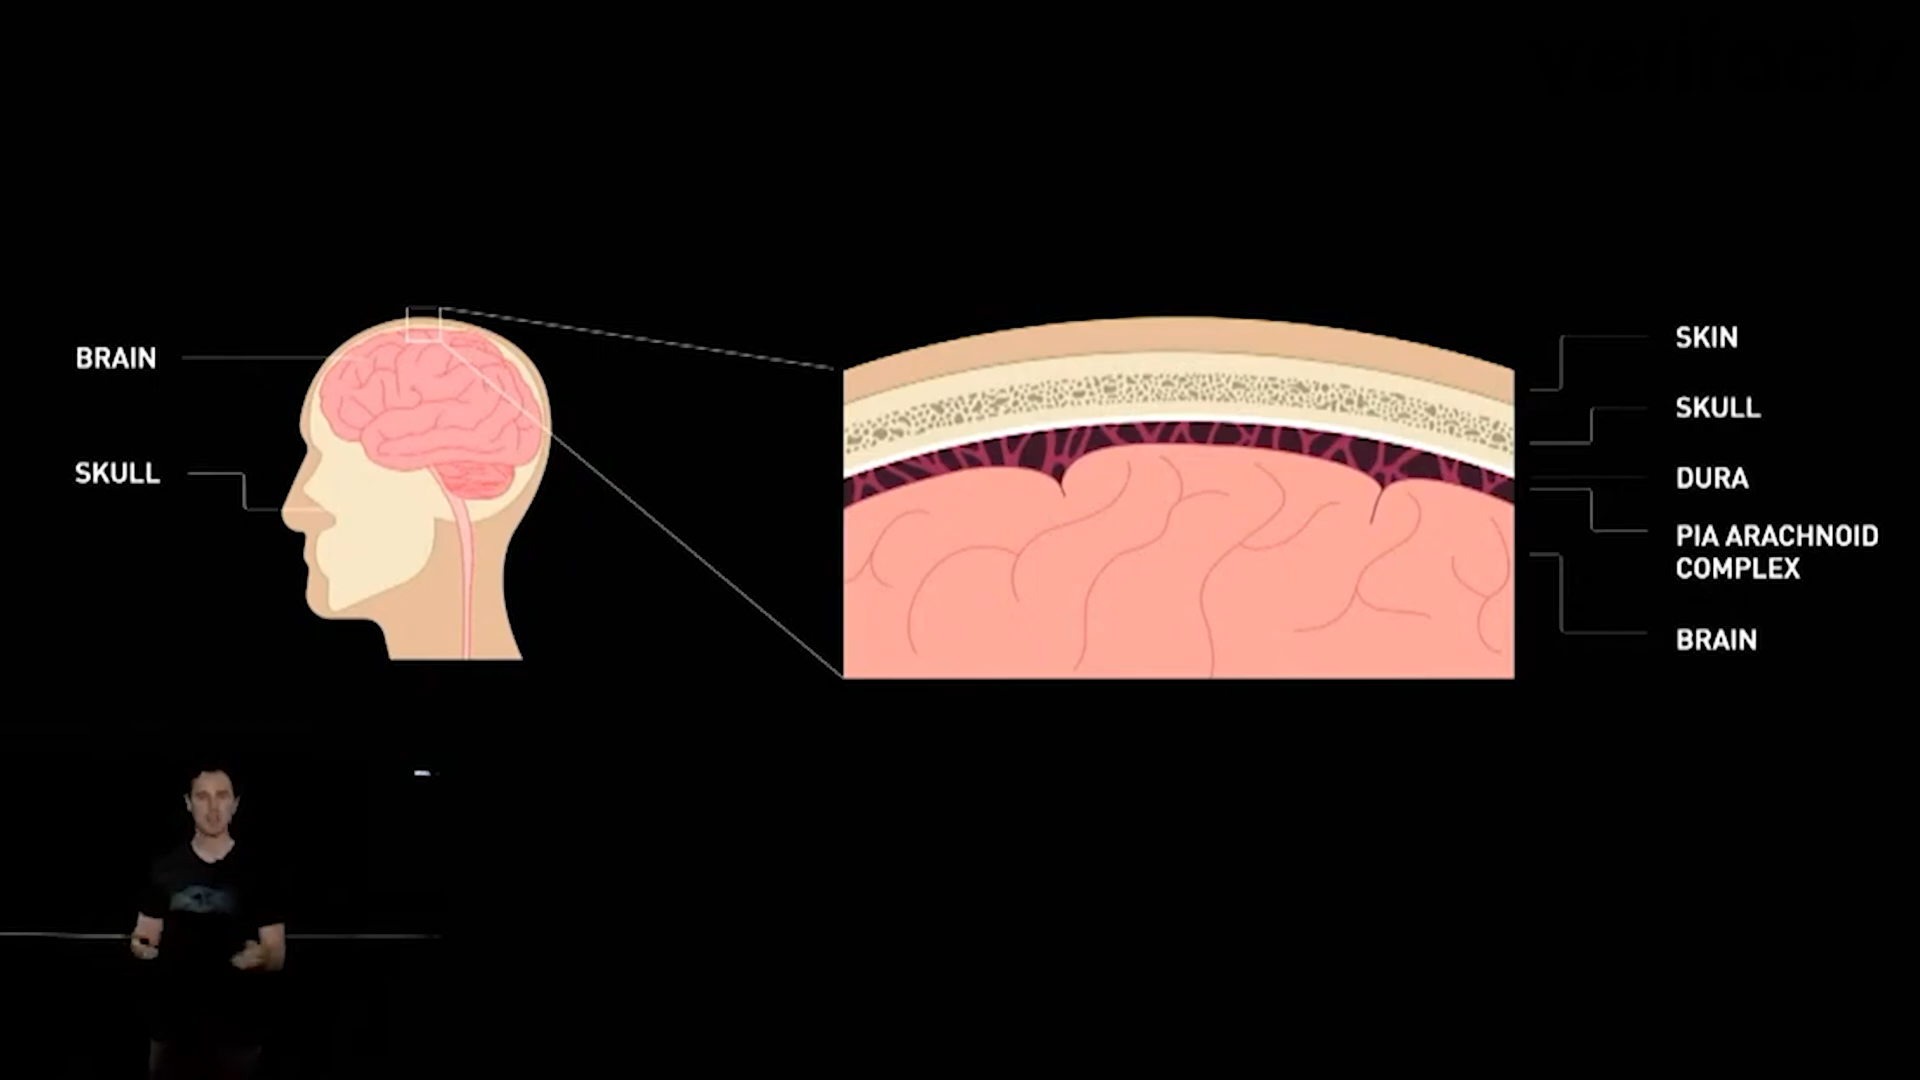 BRAIN
SKULL
SKIN
SKULL
DURA
PIA ARACHNOID
COMPLEX
BRAIN